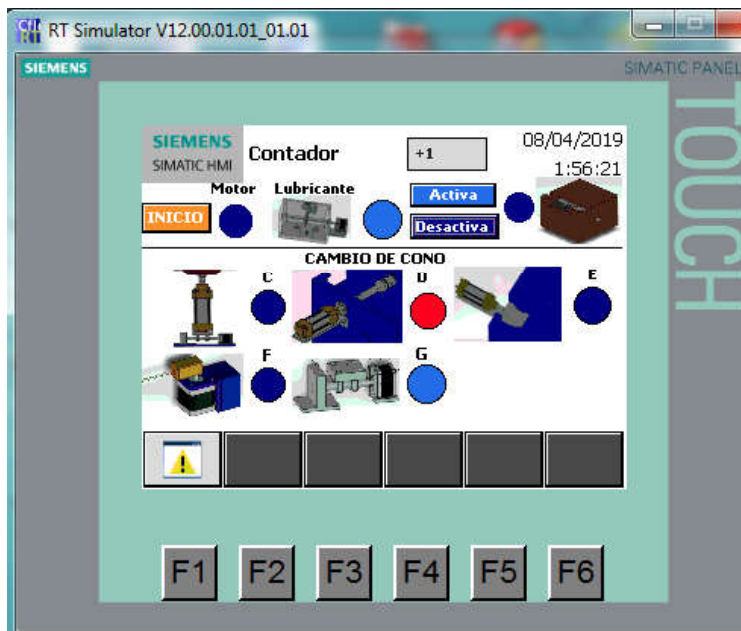 RT Simulator V12.00.01.01_01.01
SIEMENS
SIMATIC PANEL
TOUCH
SIEMENS
SIMATIC HMI
Contador
+1
08/04/2019
1:56:21
Motor
Lubricante
Activa
INICIO
Desactiva
CAMBIO DE CONO
C
D
E
F
G
F1
F2
F3
F4
F5
F6